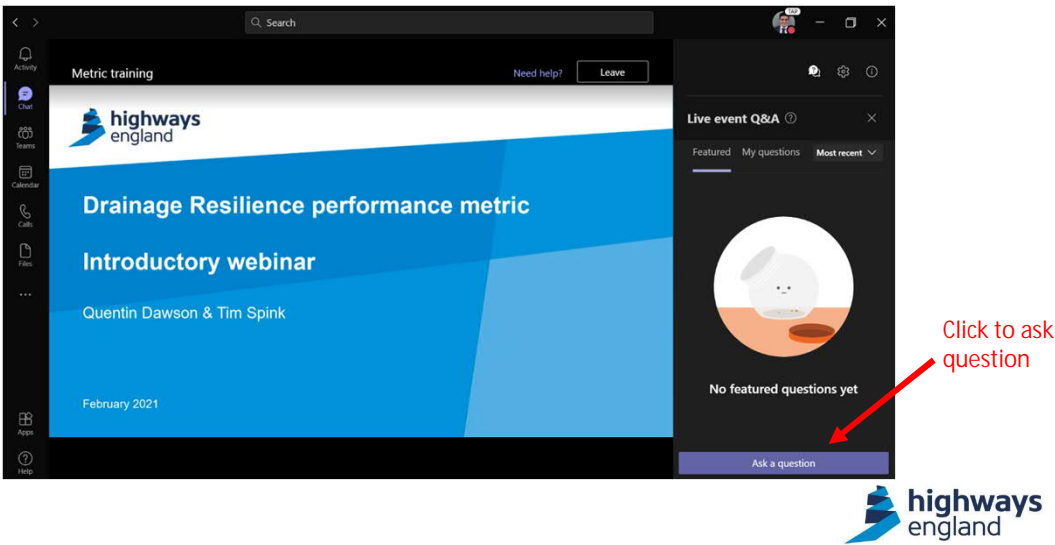 Search
TAP
Activity
Chat
Teams
Calendar
Calls
Files
Apps
Help
Metric training
Need help?
Leave
highways
england
Drainage Resilience performance metric
Introductory webinar
Quentin Dawson & Tim Spink
February 2021
Live event Q&A
Featured My questions Most recent
No featured questions yet
Ask a question
Click to ask
question
highways
england